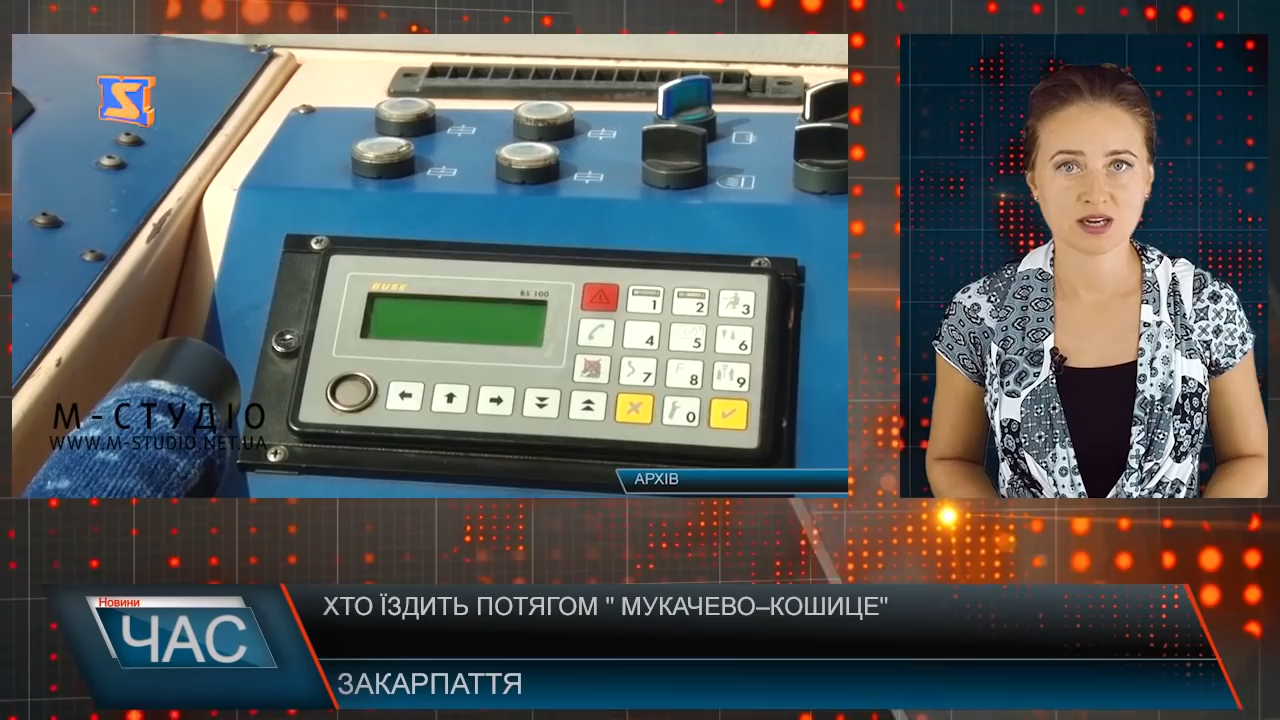 BUSE
BS 100
1
2
3
4
5
6
7
F
8
9
0
М-СТУДІО
WWW.M-STUDIO.NET.UA
АРХІВ
Новини
ЧАС
ХТО ЇЗДИТЬ ПОТЯГОМ " МУКАЧЕВО–КОШИЦЕ"
ЗАКАРПАТТЯ